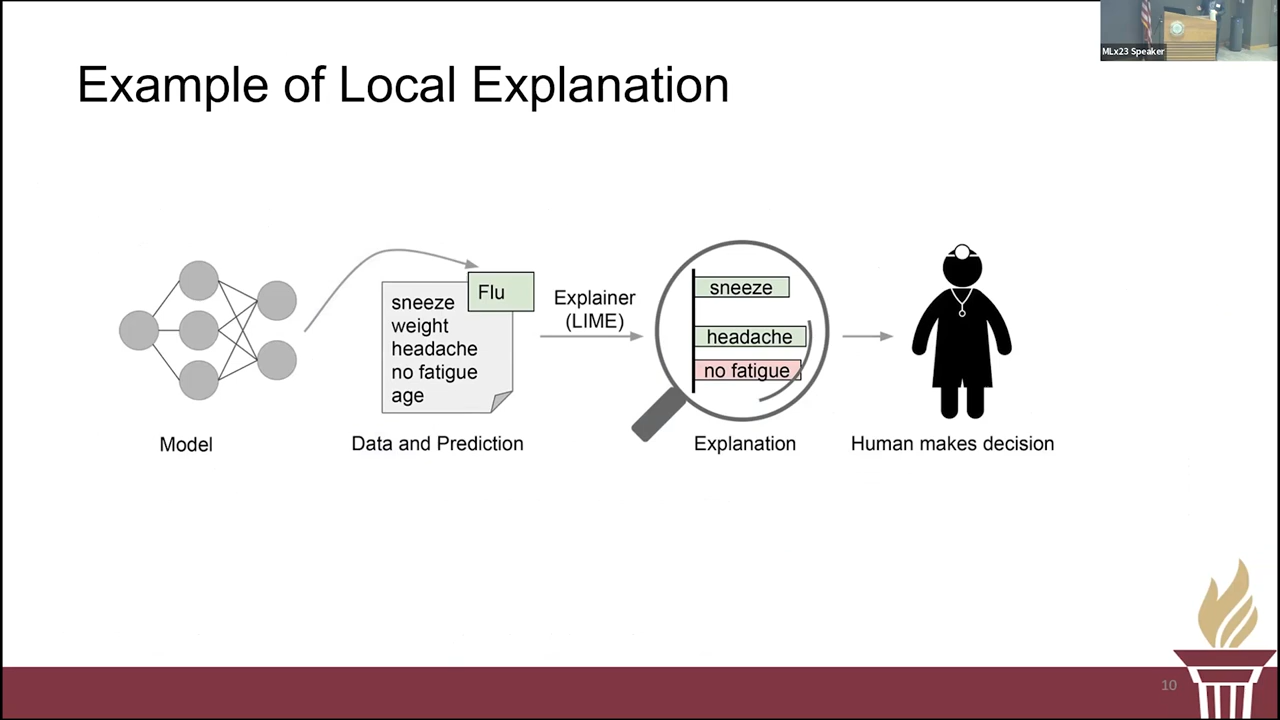 MLx23 Speaker
Example of Local Explanation
Flu
sneeze
weight
headache
no fatigue
age
Explainer
(LIME)
sneeze
headache
no fatigue
Model
Data and Prediction
Explanation
Human makes decision
10